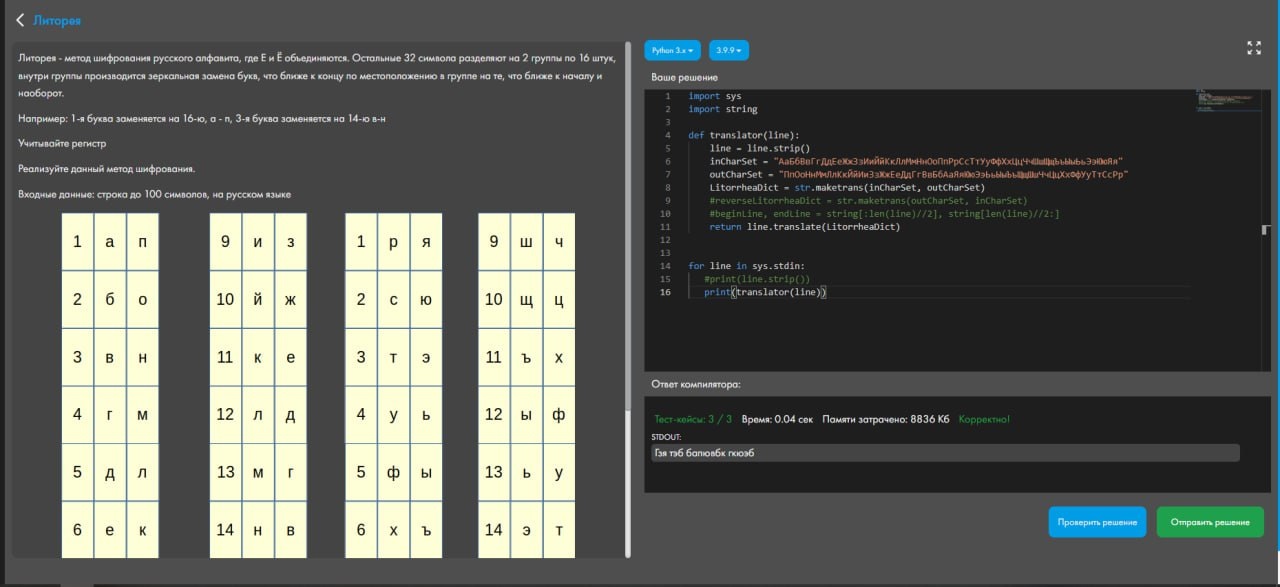 Литорея
Литорея - метод шифрования русского алфавита, где Е и Ё объединяются. Остальные 32 символа разделяют на 2 группы по 16 штук,
внутри группы производится зеркальная замена букв, что ближе к концу по местоположению в группе на те, что ближе к началу и
наоборот.
Например: 1-я буква заменяется на 16-ю, а - п, 3-я буква заменяется на 14-ю в-н
Учитывайте регистр
Реализуйте данный метод шифрования.
Входные данные: строка до 100 символов, на русском языке
1 а п 9 и з 1 р я 9 ш ч
2 б о 10 й ж 2 с ю 10 щ ц
3 в н 11 к е 3 т э 11 ъ х
4 г м 12 л д 4 у ь 12 ы ф
5 д л 13 м г 5 ф ы 13 ь у
6 е к 14 н в 6 х ъ 14 э т
Python 3.x 3.9.9
Ваше решение
1 import sys
2 import string
3
4 def translator(line):
5 line = line.strip()
6 inCharSet = "АаБбВвГгДдЕеЖжЗзИиЙйКкЛлМмНнОоПпРрСсТтУуФфХхЦцЧчШшЩщЪъЫыЬьЭэЮюЯя"
7 outCharSet = "ПпОоНнМмЛлКкЙйИиЗзЖжЕеДдГгВвБбАаЯяЮюЭэЬьЫыЪъЩщШшЧчЦцХхФфУуТтСсРр"
8 LitorrheaDict = str.maketrans(inCharSet, outCharSet)
9 #reverseLitorrheaDict = str.maketrans(outCharSet, inCharSet)
10 #beginLine, endLine = string[:len(line)//2], string[len(line)//2:]
11 return line.translate(LitorrheaDict)
12
13
14 for line in sys.stdin:
15 #print(line.strip())
16 print(translator(line))
Ответ компилятора:
Тест-кейсы: 3 / 3 Время: 0.04 сек Памяти затрачено: 8836 Кб Корректно!
STDOUT:
Гзя тэб бапювбк гкюэб
Проверить решение Отправить решение